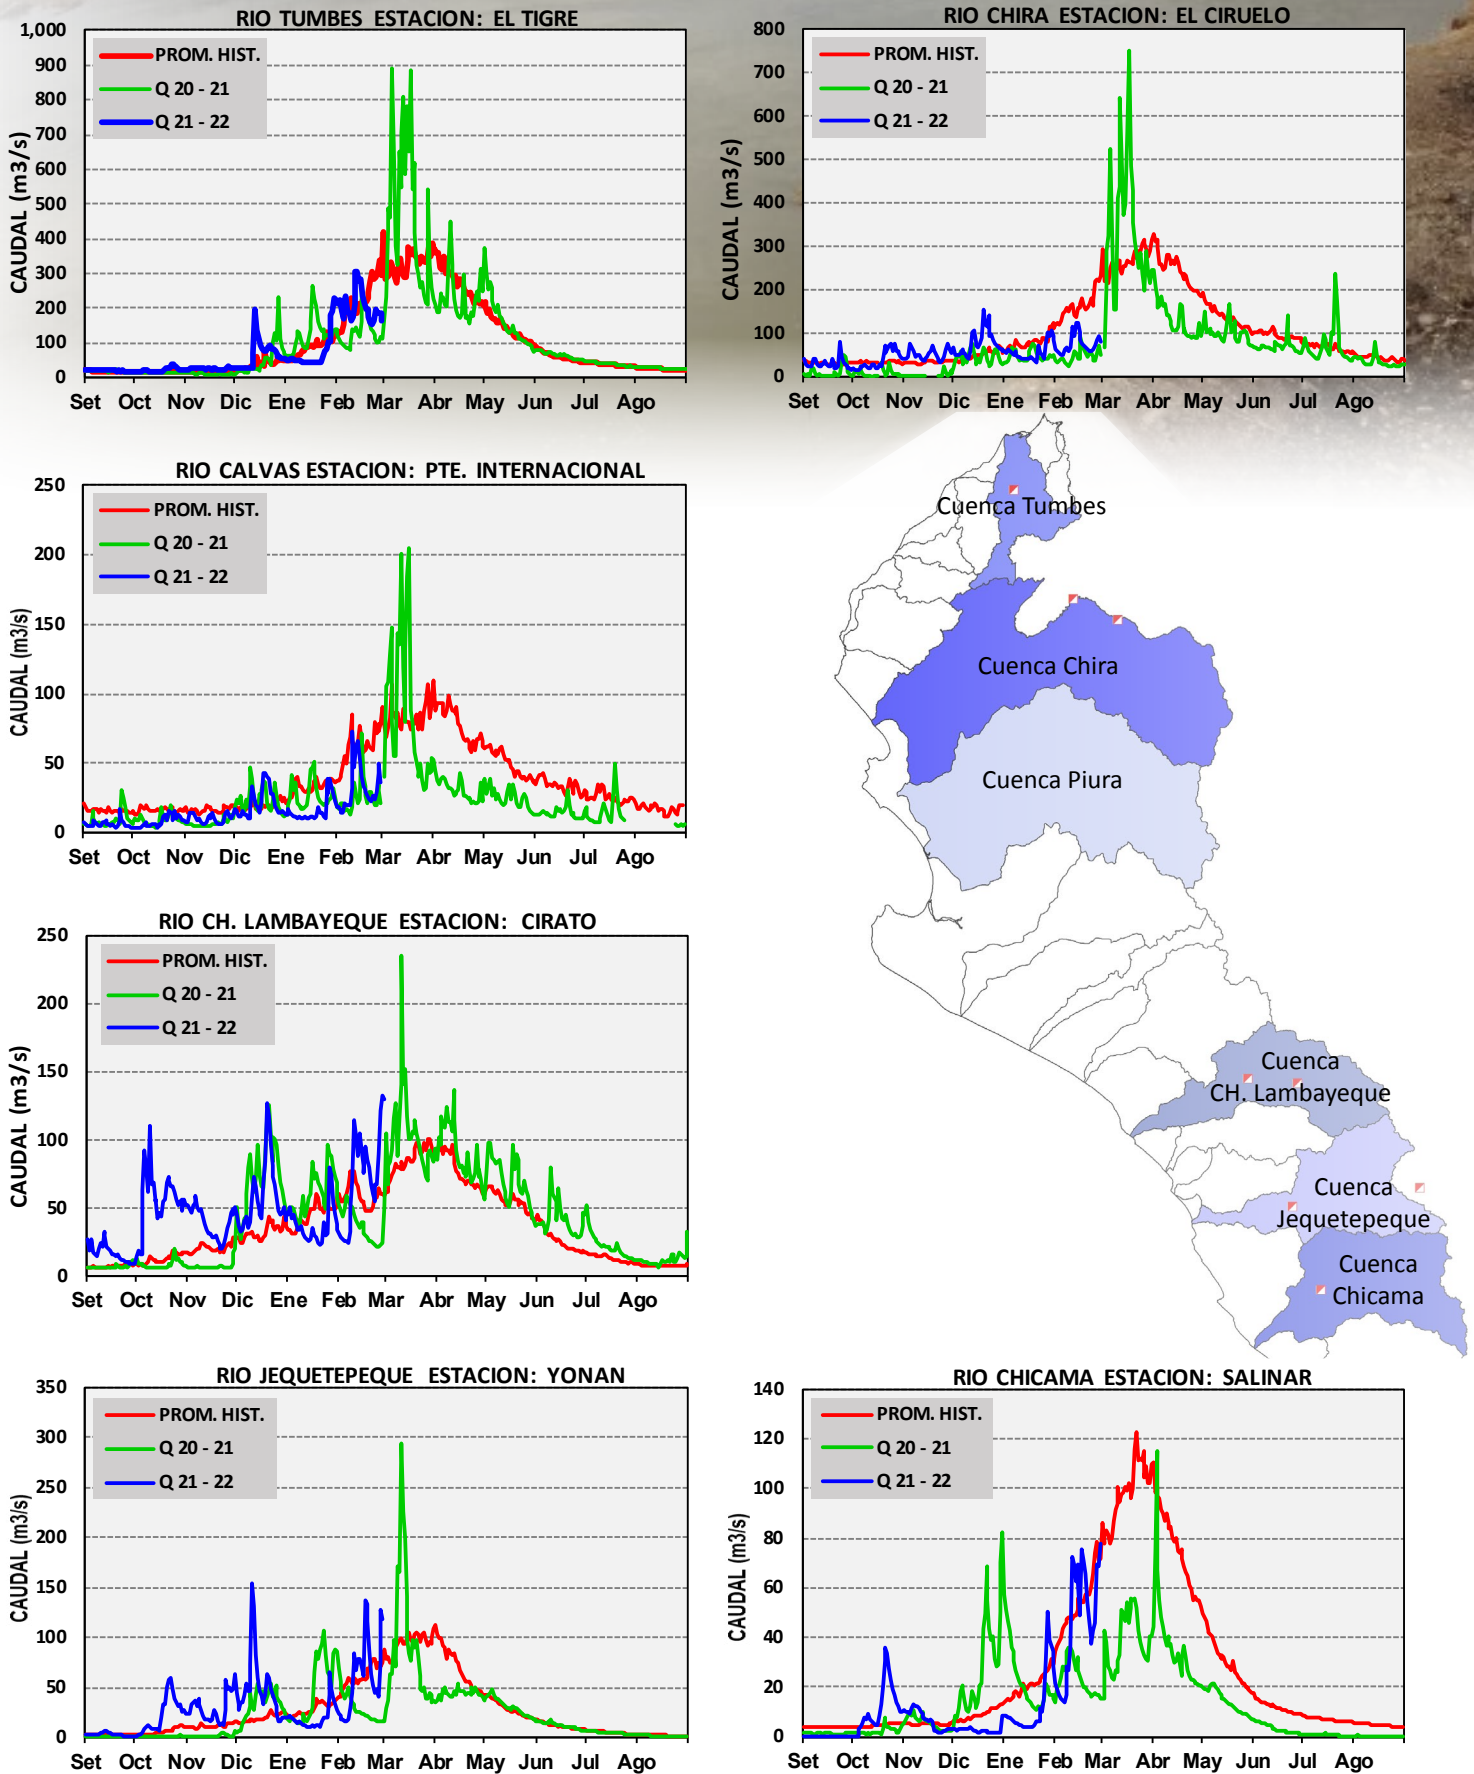 RIO TUMBES ESTACION: EL TIGRE
CAUDAL (m3/s)
1,000
900
800
700
600
500
400
300
200
100
0
PROM. HIST.
Q 20 - 21
Q 21 - 22
Set Oct Nov Dic Ene Feb Mar Abr May Jun Jul Ago
RIO CHIRA ESTACION: EL CIRUELO
CAUDAL (m3/s)
800
700
600
500
400
300
200
100
0
PROM. HIST.
Q 20 - 21
Q 21 - 22
Set Oct Nov Dic Ene Feb Mar Abr May Jun Jul Ago
RIO CALVAS ESTACION: PTE. INTERNACIONAL
CAUDAL (m3/s)
250
200
150
100
50
0
PROM. HIST.
Q 20 - 21
Q 21 - 22
Set Oct Nov Dic Ene Feb Mar Abr May Jun Jul Ago
Cuenca Tumbes
Cuenca Chira
Cuenca Piura
Cuenca
CH. Lambayeque
Cuenca
Jequetepeque
Cuenca
Chicama
RIO CH. LAMBAYEQUE ESTACION: CIRATO
CAUDAL (m3/s)
250
200
150
100
50
0
PROM. HIST.
Q 20 - 21
Q 21 - 22
Set Oct Nov Dic Ene Feb Mar Abr May Jun Jul Ago
RIO JEQUETEPEQUE ESTACION: YONAN
CAUDAL (m3/s)
350
300
250
200
150
100
50
0
PROM. HIST.
Q 20 - 21
Q 21 - 22
Set Oct Nov Dic Ene Feb Mar Abr May Jun Jul Ago
RIO CHICAMA ESTACION: SALINAR
CAUDAL (m3/s)
140
120
100
80
60
40
20
0
PROM. HIST.
Q 20 - 21
Q 21 - 22
Set Oct Nov Dic Ene Feb Mar Abr May Jun Jul Ago